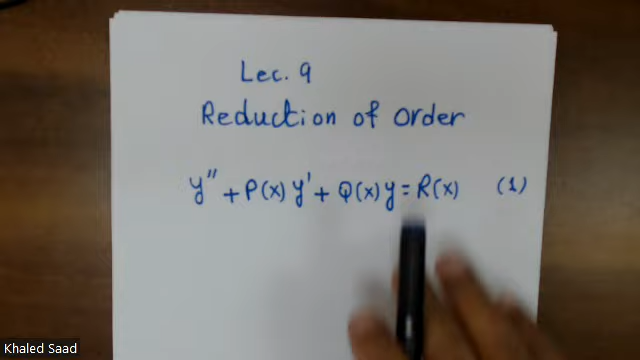 Lec. 9
Reduction of order
y'' + P(x) y' + Q(x) y = R(x) (1)
Khaled Saad